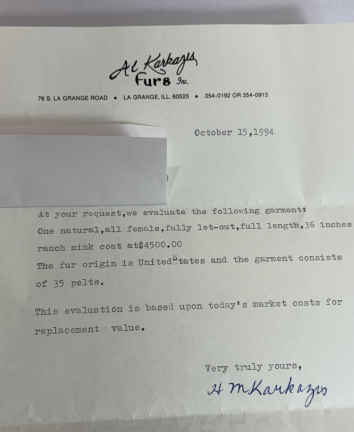 Al Karkazis
Furs Inc.
76 S. LA GRANGE ROAD • LA GRANGE, ILL. 60525 • 354-0192 OR 354-0913
October 15,1994
At your request,we evaluate the following garment:
One natural,all female,fully let-out,full length,36 inches
ranch mink coat at$4500.00
The fur origin is UnitedStates and the garment consists
of 35 pelts.
This evaluation is based upon today's market costs for
replacement value.
Very truly yours,
H M Karkazis